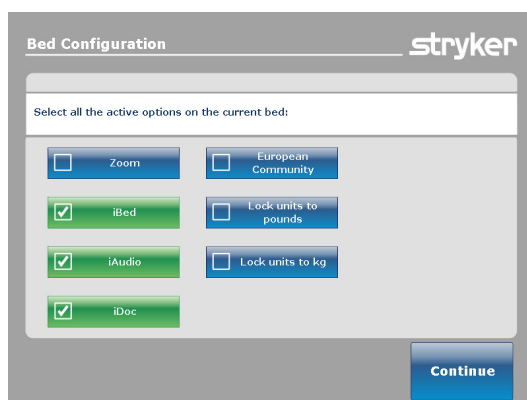 Bed Configuration
stryker
Select all the active options on the current bed:
Zoom
European
Community
iBed
Lock units to
pounds
iAudio
Lock units to kg
iDoc
Continue